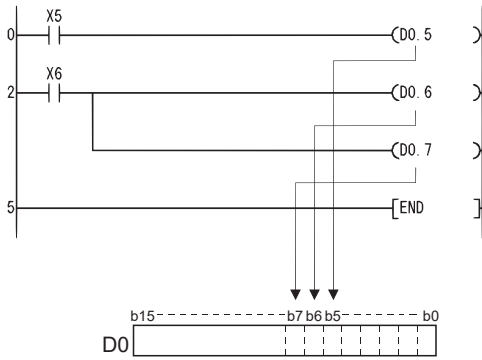 X5
0 (D0.5 )
X6
2 (D0.6 )
(D0.7 )
5 [END ]
b15 b7 b6 b5 b0
D0